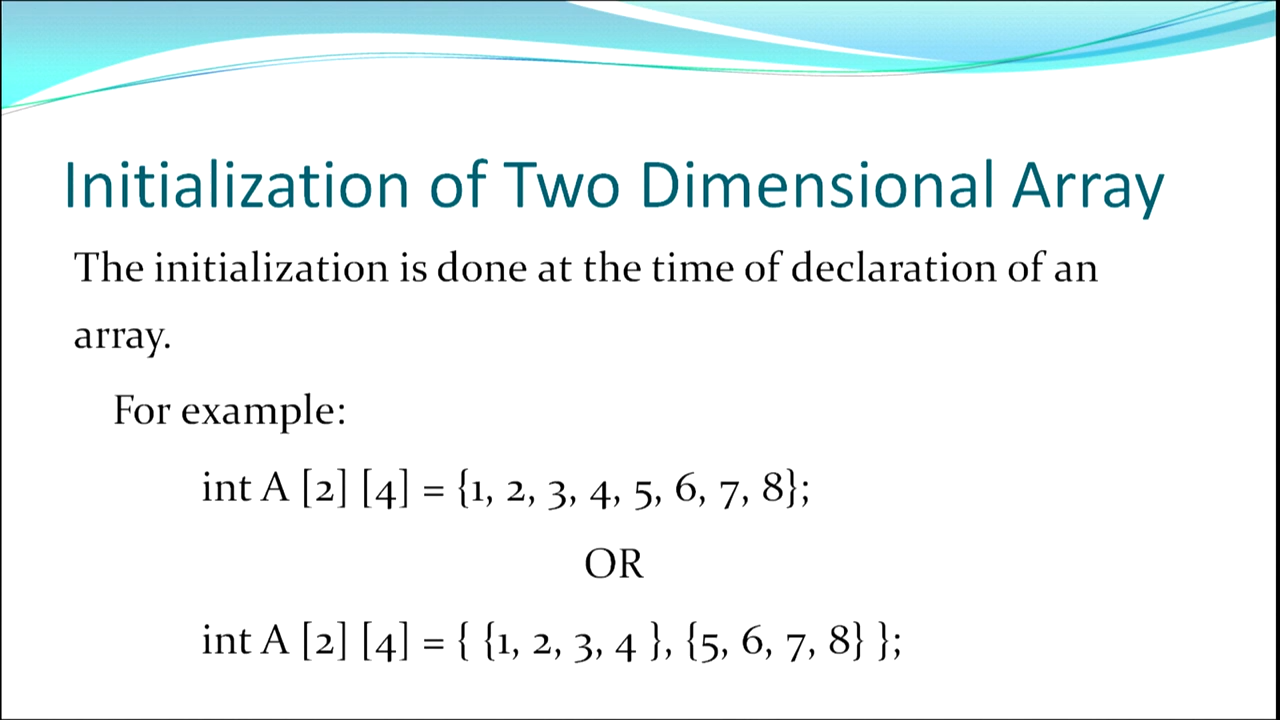 Initialization of Two Dimensional Array
The initialization is done at the time of declaration of an
array.
For example:
int A [2] [4] = {1, 2, 3, 4, 5, 6, 7, 8};
OR
int A [2] [4] = { {1, 2, 3, 4 }, {5, 6, 7, 8} };